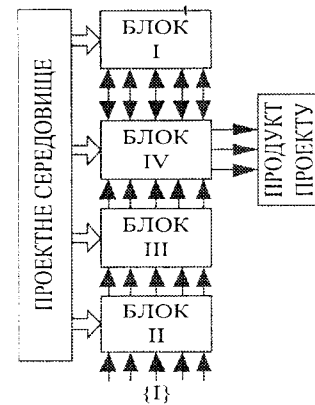 ПРОЕКТНЕ СЕРЕДОВИЩЕ
БЛОК
I
БЛОК
IV
ПРОДУКТ
ПРОЕКТУ
БЛОК
III
БЛОК
II
{I}